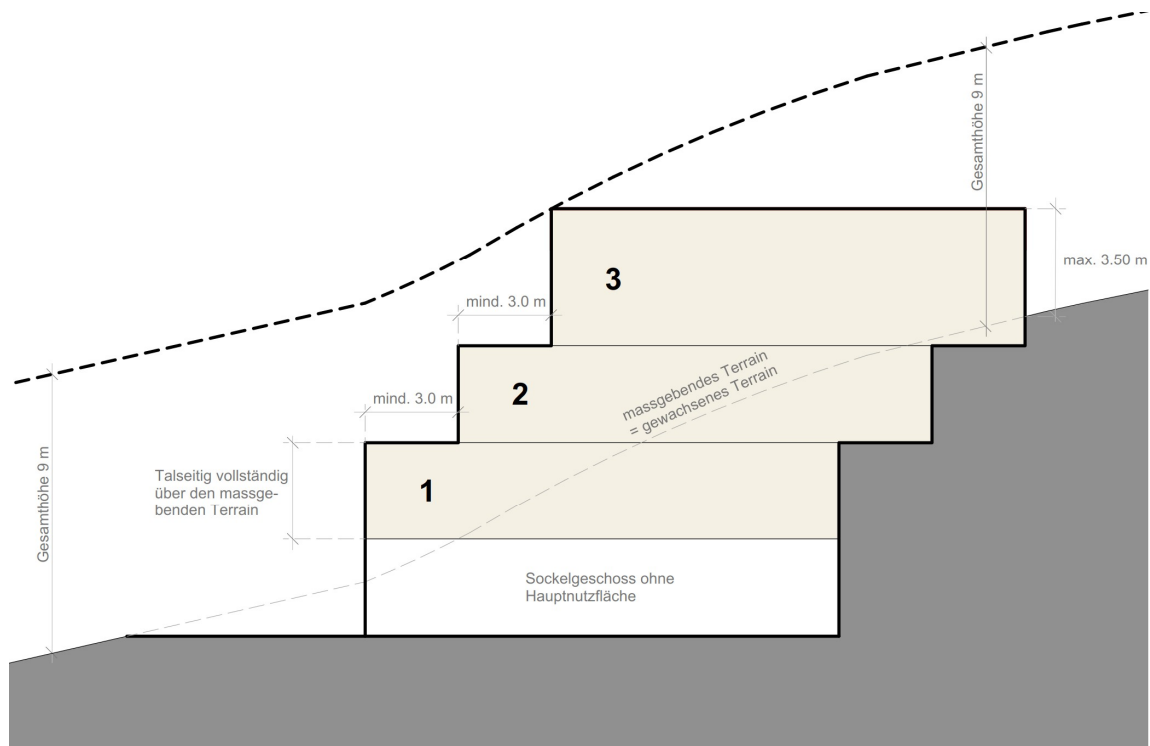 Gesamthöhe 9 m
max. 3.50 m
3
mind. 3.0 m
massgebendes Terrain
= gewachsenes Terrain
2
mind. 3.0 m
Talseitig vollständig
über den massge-
benden Terrain
1
Gesamthöhe 9 m
Sockelgeschoss ohne
Hauptnutzfläche